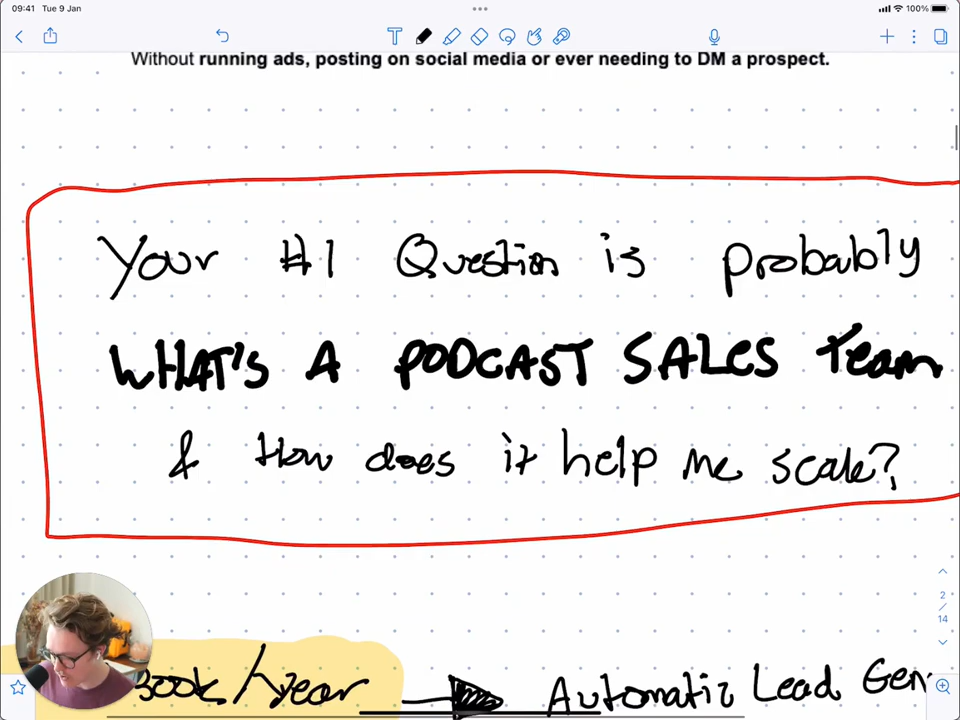 09:41 Tue 9 Jan
100%
Without running ads, posting on social media or ever needing to DM a prospect.
Your #1 Question is probably
WHAT'S A PODCAST SALES Team
& How does it help me scale?
2
/
14
300k/year Automatic Lead Gen